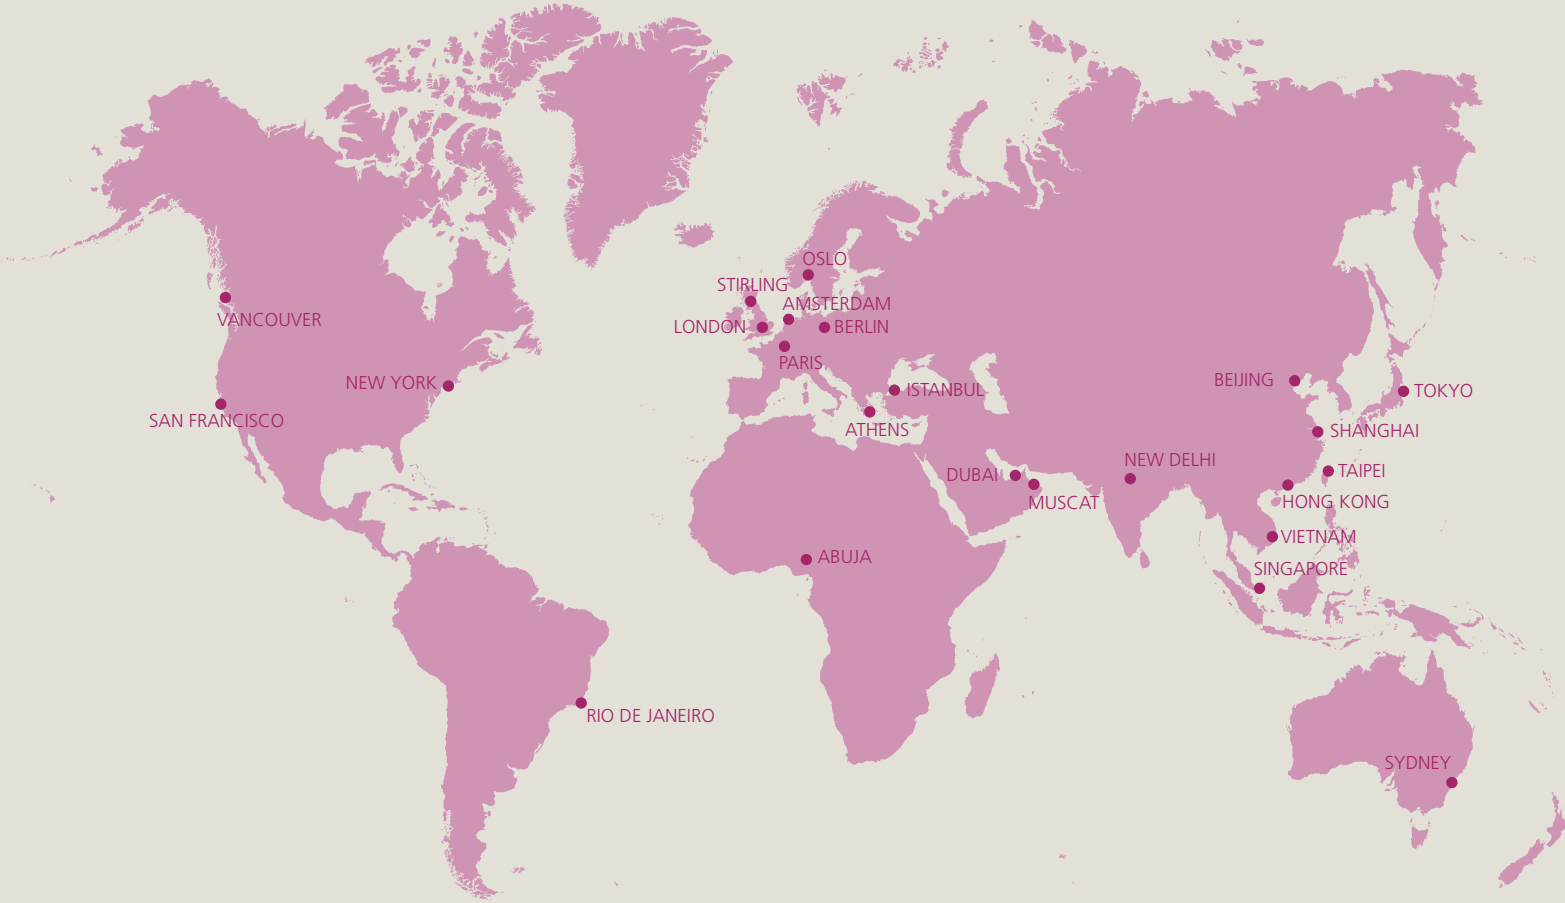 OSLO
STIRLING
AMSTERDAM
VANCOUVER
LONDON
BERLIN
PARIS
NEW YORK
ISTANBUL
BEIJING
TOKYO
SAN FRANCISCO
ATHENS
SHANGHAI
NEW DELHI
DUBAI
TAIPEI
MUSCAT
HONG KONG
VIETNAM
ABUJA
SINGAPORE
RIO DE JANEIRO
SYDNEY